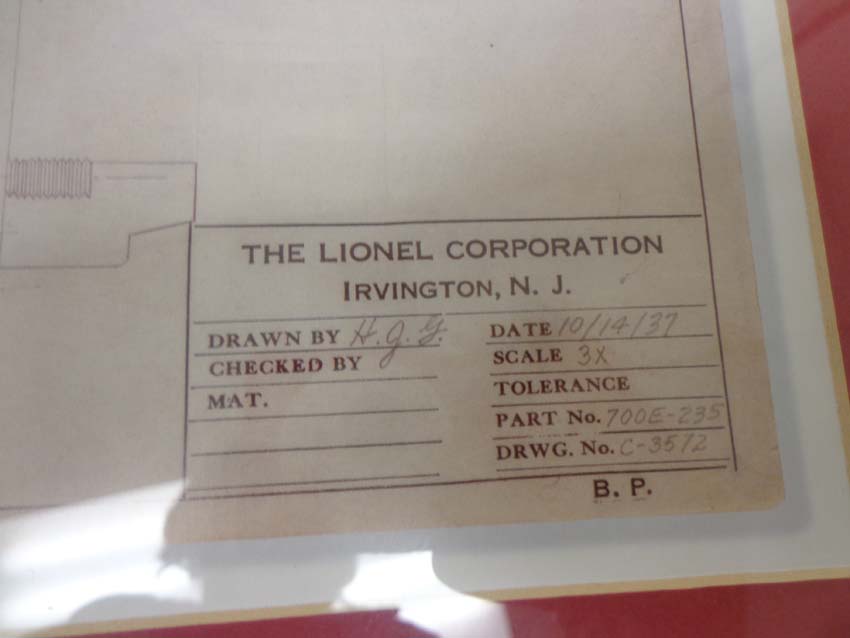 THE LIONEL CORPORATION
IRVINGTON, N. J.
DRAWN BY H. J. G.
CHECKED BY
MAT.
DATE 10/14/37
SCALE 3X
TOLERANCE
PART No. 700E-235
DRWG. No. C-3512
B. P.